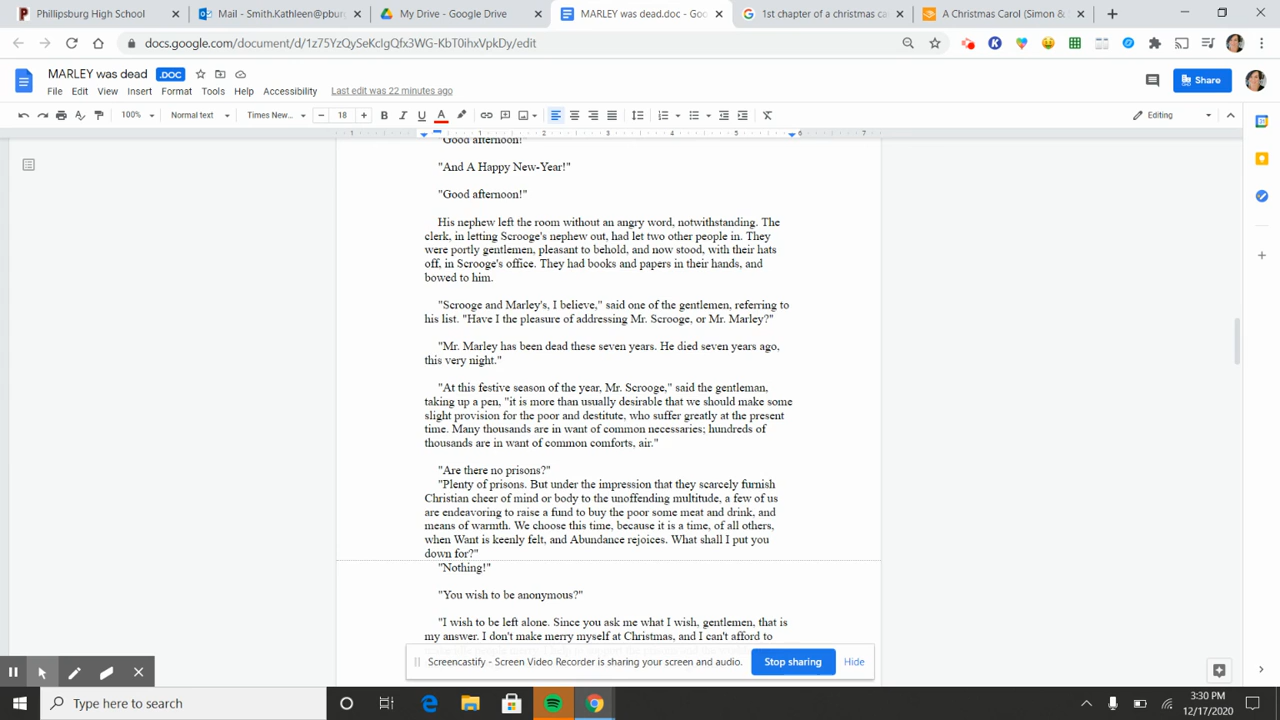 Phillipsburg High School
Mail - Smith.Kathleen@pbur
My Drive - Google Drive
MARLEY was dead.doc - Goo
1st chapter of a christmas ca
A Christmas Carol (Simon &
docs.google.com/document/d/1z75YzQySeKcIgQfx3WG-KbT0ihxVpkDy/edit
MARLEY was dead .DOC
File Edit View Insert Format Tools Help Accessibility Last edit was 22 minutes ago
Share
100% Normal text Times New... 18 B I U A Editing
1 1 2 3 4 5 6 7
"Good afternoon!"
"And A Happy New-Year!"
"Good afternoon!"
His nephew left the room without an angry word, notwithstanding. The
clerk, in letting Scrooge's nephew out, had let two other people in. They
were portly gentlemen, pleasant to behold, and now stood, with their hats
off, in Scrooge's office. They had books and papers in their hands, and
bowed to him.
"Scrooge and Marley's, I believe," said one of the gentlemen, referring to
his list. "Have I the pleasure of addressing Mr. Scrooge, or Mr. Marley?"
"Mr. Marley has been dead these seven years. He died seven years ago,
this very night."
"At this festive season of the year, Mr. Scrooge," said the gentleman,
taking up a pen, "it is more than usually desirable that we should make some
slight provision for the poor and destitute, who suffer greatly at the present
time. Many thousands are in want of common necessaries; hundreds of
thousands are in want of common comforts, air."
"Are there no prisons?"
"Plenty of prisons. But under the impression that they scarcely furnish
Christian cheer of mind or body to the unoffending multitude, a few of us
are endeavoring to raise a fund to buy the poor some meat and drink, and
means of warmth. We choose this time, because it is a time, of all others,
when Want is keenly felt, and Abundance rejoices. What shall I put you
down for?"
"Nothing!"
"You wish to be anonymous?"
"I wish to be left alone. Since you ask me what I wish, gentlemen, that is
my answer. I don't make merry myself at Christmas, and I can't afford to
Screencastify - Screen Video Recorder is sharing your screen and audio. Stop sharing Hide
Type here to search
3:30 PM
12/17/2020